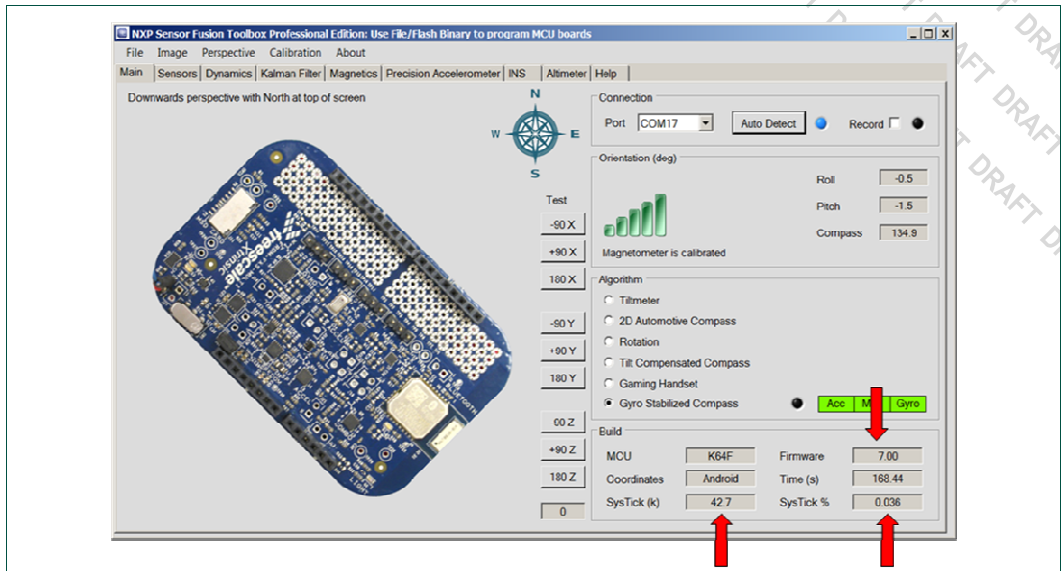 NXP Sensor Fusion Toolbox Professional Edition: Use File/Flash Binary to program MCU boards
File Image Perspective Calibration About
Main Sensors Dynamics Kalman Filter Magnetics Precision Accelerometer INS Altimeter Help
Downwards perspective with North at top of screen
N
W E
S
Connection
Port COM17 Auto Detect Record
Orientation (deg)
Roll -0.5
Pitch -1.5
Compass 134.9
Magnetometer is calibrated
Test
-90 X
+90 X
180 X
-90 Y
+90 Y
180 Y
+90 Z
180 Z
0
Algorithm
Tiltmeter
2D Automotive Compass
Rotation
Tilt Compensated Compass
Gaming Handset
Gyro Stabilized Compass
Acc Gyro
Build
MCU K64F Firmware 7.00
Coordinates Android Time (s) 168.44
SysTick (k) 42.7 SysTick % 0.036
freescale
Xtrinsic
BLUETOOTH
DRAFT
DRAFT
DRAFT